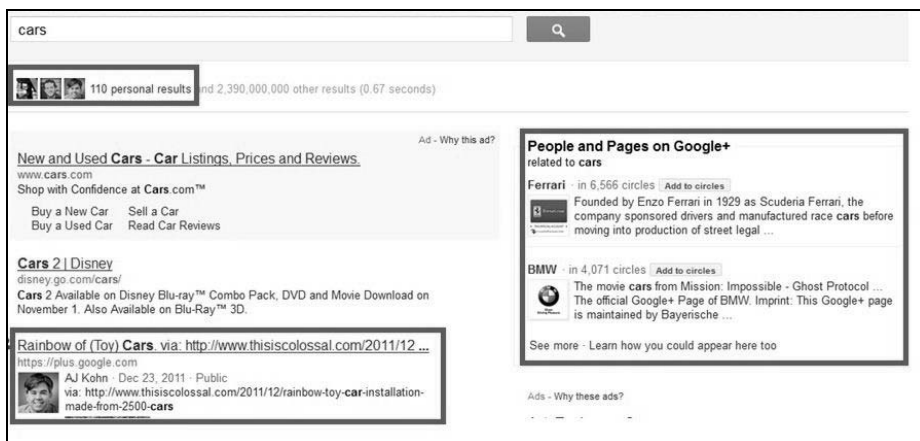 cars
110 personal results and 2,390,000,000 other results (0.67 seconds)
Ad - Why this ad?
New and Used Cars - Car Listings, Prices and Reviews.
www.cars.com
Shop with Confidence at Cars.com™
Buy a New Car Sell a Car
Buy a Used Car Read Car Reviews
Cars 2 | Disney
disney.go.com/cars/
Cars 2 Available on Disney Blu-ray™ Combo Pack, DVD and Movie Download on
November 1. Also Available on Blu-Ray™ 3D.
Rainbow of (Toy) Cars. via: http://www.thisiscolossal.com/2011/12 ...
https://plus.google.com
AJ Kohn · Dec 23, 2011 · Public
via: http://www.thisiscolossal.com/2011/12/rainbow-toy-car-installation-
made-from-2500-cars
People and Pages on Google+
related to cars
Ferrari · in 6,566 circles Add to circles
Founded by Enzo Ferrari in 1929 as Scuderia Ferrari, the
company sponsored drivers and manufactured race cars before
moving into production of street legal ...
BMW · in 4,071 circles Add to circles
The movie cars from Mission: Impossible - Ghost Protocol ...
The official Google+ Page of BMW. Imprint: This Google+ page
is maintained by Bayerische ...
See more · Learn how you could appear here too
Ads - Why these ads?